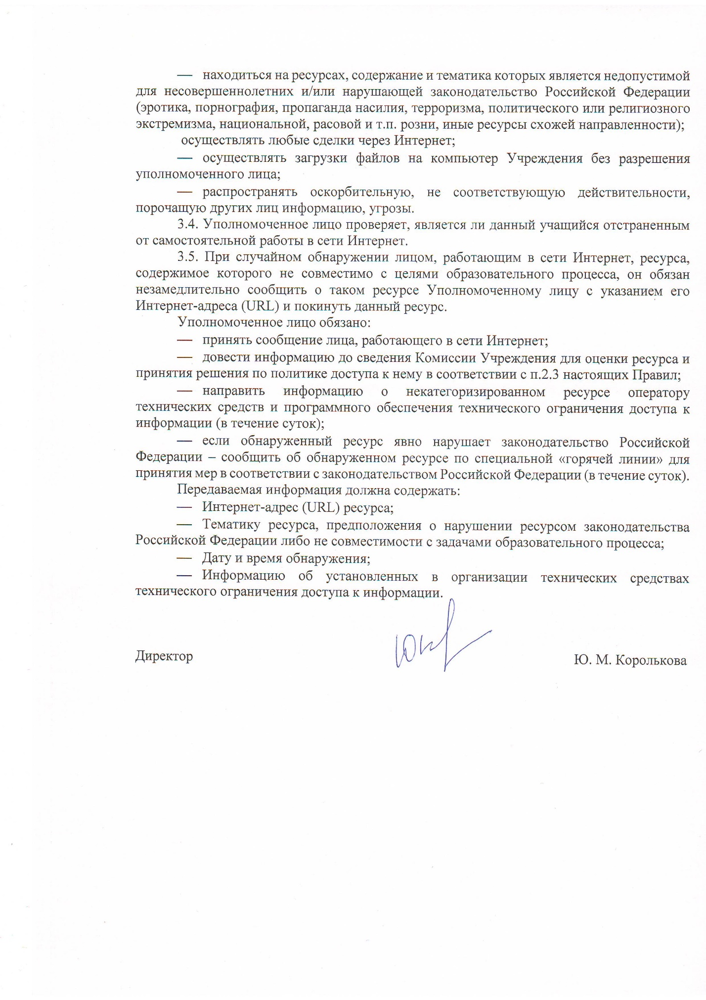 — находиться на ресурсах, содержание и тематика которых является недопустимой
для несовершеннолетних и/или нарушающей законодательство Российской Федерации
(эротика, порнография, пропаганда насилия, терроризма, политического или религиозного
экстремизма, национальной, расовой и т.п. розни, иные ресурсы схожей направленности);
осуществлять любые сделки через Интернет;
— осуществлять загрузки файлов на компьютер Учреждения без разрешения
уполномоченного лица;
— распространять оскорбительную, не соответствующую действительности,
порочащую других лиц информацию, угрозы.
3.4. Уполномоченное лицо проверяет, является ли данный учащийся отстраненным
от самостоятельной работы в сети Интернет.
3.5. При случайном обнаружении лицом, работающим в сети Интернет, ресурса,
содержимое которого не совместимо с целями образовательного процесса, он обязан
незамедлительно сообщить о таком ресурсе Уполномоченному лицу с указанием его
Интернет-адреса (URL) и покинуть данный ресурс.
Уполномоченное лицо обязано:
— принять сообщение лица, работающего в сети Интернет;
— довести информацию до сведения Комиссии Учреждения для оценки ресурса и
принятия решения по политике доступа к нему в соответствии с п.2.3 настоящих Правил;
— направить информацию о некатегоризированном ресурсе оператору
технических средств и программного обеспечения технического ограничения доступа к
информации (в течение суток);
— если обнаруженный ресурс явно нарушает законодательство Российской
Федерации – сообщить об обнаруженном ресурсе по специальной «горячей линии» для
принятия мер в соответствии с законодательством Российской Федерации (в течение суток).
Передаваемая информация должна содержать:
— Интернет-адрес (URL) ресурса;
— Тематику ресурса, предположения о нарушении ресурсом законодательства
Российской Федерации либо не совместимости с задачами образовательного процесса;
— Дату и время обнаружения;
— Информацию об установленных в организации технических средствах
технического ограничения доступа к информации.
Директор
Ю. М. Королькова